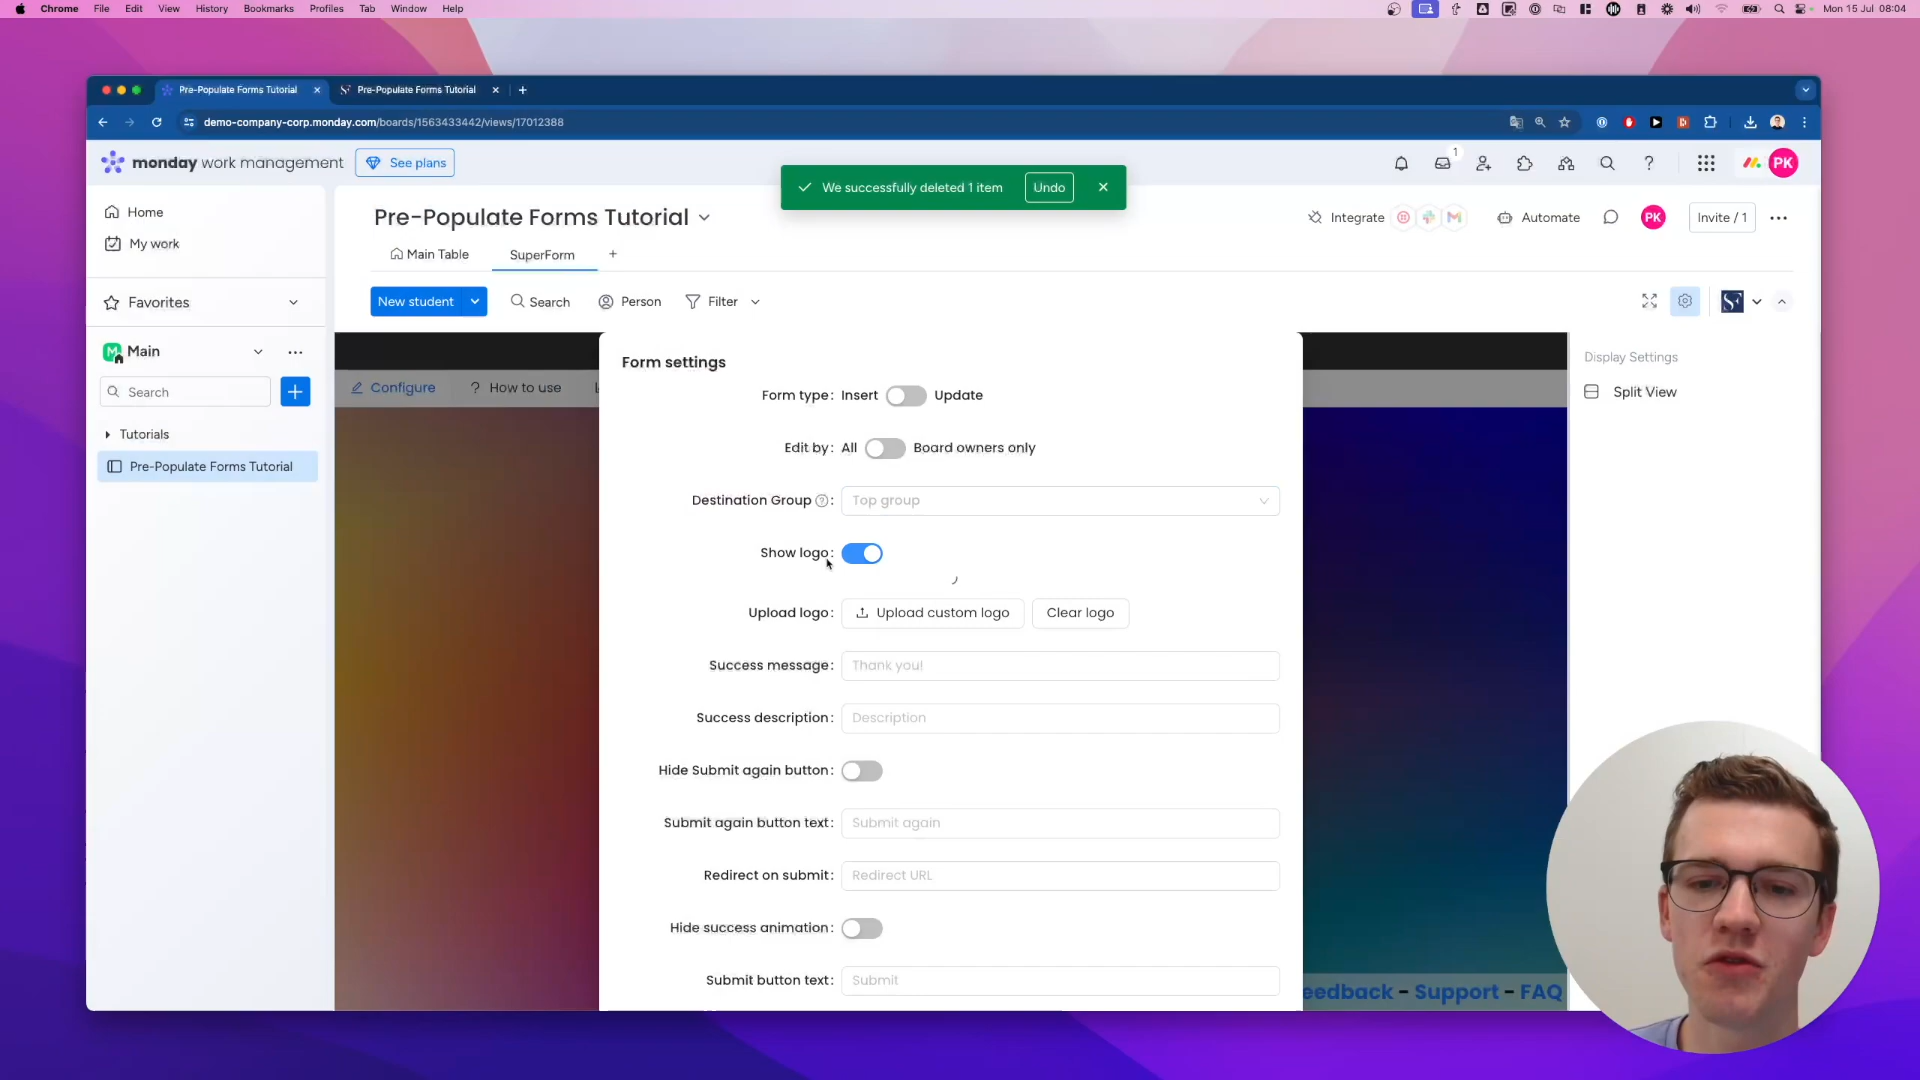 Chrome File Edit View History Bookmarks Profiles Tab Window Help Mon 15 Jul 08:04
Pre-Populate Forms Tutorial Pre-Populate Forms Tutorial
demo-company-corp.monday.com/boards/1563433442/views/17012388
monday work management See plans 1 PK
We successfully deleted 1 item Undo
Home
My work
Favorites
M Main
Search
Tutorials
Pre-Populate Forms Tutorial
Pre-Populate Forms Tutorial Integrate Automate PK Invite / 1
Main Table SuperForm
New student Search Person Filter SF
Configure ? How to use
Form settings
Form type: Insert Update
Edit by: All Board owners only
Destination Group ? : Top group
Show logo:
Upload logo: Upload custom logo Clear logo
Success message: Thank you!
Success description: Description
Hide Submit again button:
Submit again button text: Submit again
Redirect on submit: Redirect URL
Hide success animation:
Submit button text: Submit
Display Settings
Split View
eedback - Support - FAQ